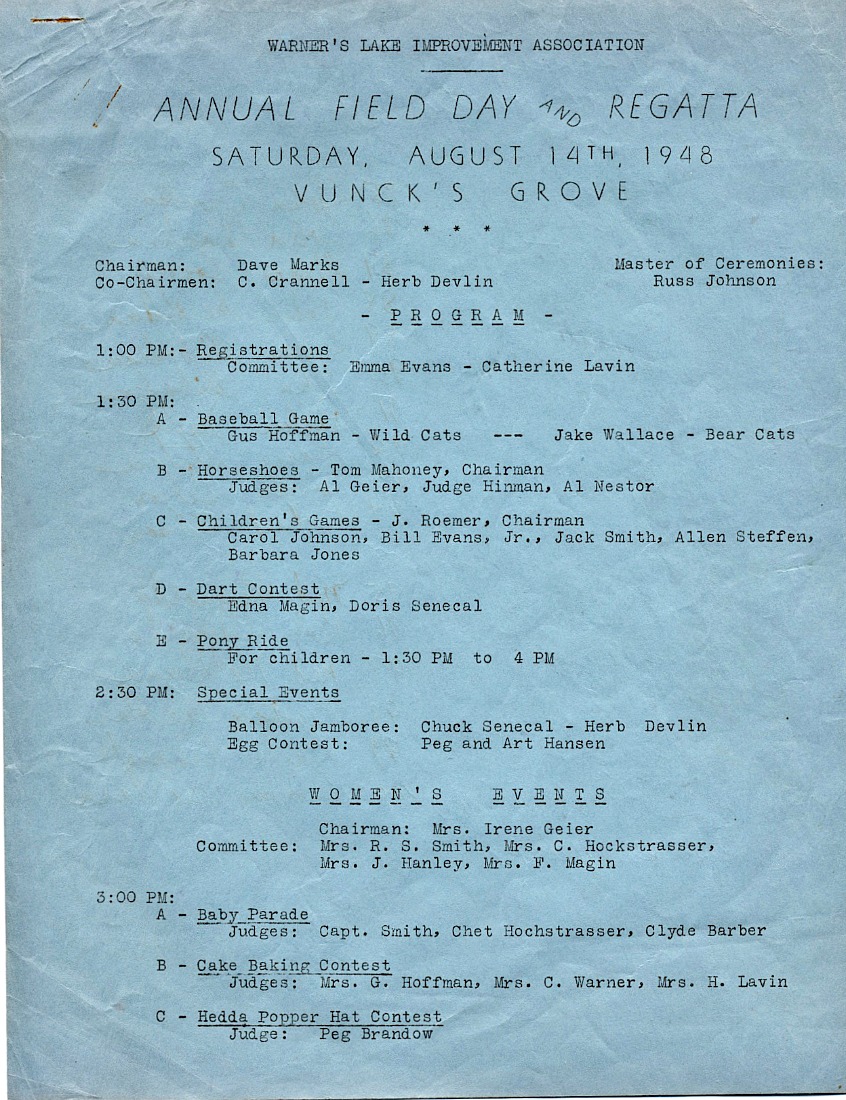 WARNER'S LAKE IMPROVEMENT ASSOCIATION
ANNUAL FIELD DAY AND REGATTA
SATURDAY, AUGUST 14TH, 1948
VUNCK'S GROVE
* * *
Chairman: Dave Marks Master of Ceremonies:
Co-Chairmen: C. Crannell - Herb Devlin Russ Johnson
- PROGRAM -
1:00 PM:- Registrations
Committee: Emma Evans - Catherine Lavin
1:30 PM:
A - Baseball Game
Gus Hoffman - Wild Cats --- Jake Wallace - Bear Cats
B - Horseshoes - Tom Mahoney, Chairman
Judges: Al Geier, Judge Hinman, Al Nestor
C - Children's Games - J. Roemer, Chairman
Carol Johnson, Bill Evans, Jr., Jack Smith, Allen Steffen,
Barbara Jones
D - Dart Contest
Edna Magin, Doris Senecal
E - Pony Ride
For children - 1:30 PM to 4 PM
2:30 PM: Special Events
Balloon Jamboree: Chuck Senecal - Herb Devlin
Egg Contest: Peg and Art Hansen
WOMEN'S EVENTS
Chairman: Mrs. Irene Geier
Committee: Mrs. R. S. Smith, Mrs. C. Hockstrasser,
Mrs. J. Hanley, Mrs. F. Magin
3:00 PM:
A - Baby Parade
Judges: Capt. Smith, Chet Hochstrasser, Clyde Barber
B - Cake Baking Contest
Judges: Mrs. G. Hoffman, Mrs. C. Warner, Mrs. H. Lavin
C - Hedda Popper Hat Contest
Judge: Peg Brandow